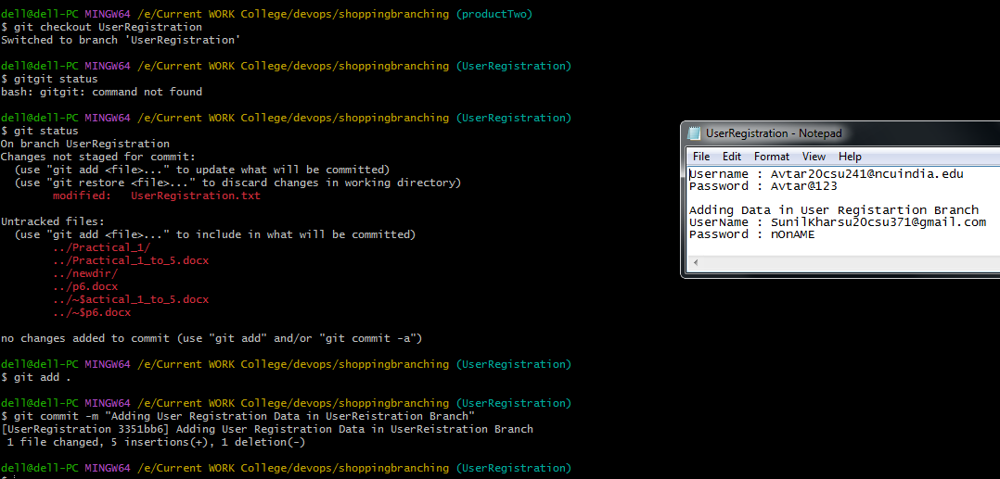 dell@dell-PC MINGW64 /e/Current WORK College/devops/shoppingbranching (productTwo)
$ git checkout UserRegistration
Switched to branch 'UserRegistration'
dell@dell-PC MINGW64 /e/Current WORK College/devops/shoppingbranching (UserRegistration)
$ gitgit status
bash: gitgit: command not found
dell@dell-PC MINGW64 /e/Current WORK College/devops/shoppingbranching (UserRegistration)
$ git status
On branch UserRegistration
Changes not staged for commit:
(use "git add <file>..." to update what will be committed)
(use "git restore <file>..." to discard changes in working directory)
modified: UserRegistration.txt
Untracked files:
(use "git add <file>..." to include in what will be committed)
../Practical_1/
../Practical_1_to_5.docx
../newdir/
../p6.docx
../~$actical_1_to_5.docx
../~$p6.docx
no changes added to commit (use "git add" and/or "git commit -a")
dell@dell-PC MINGW64 /e/Current WORK College/devops/shoppingbranching (UserRegistration)
$ git add .
dell@dell-PC MINGW64 /e/Current WORK College/devops/shoppingbranching (UserRegistration)
$ git commit -m "Adding User Registration Data in UserReistration Branch"
[UserRegistration 3351bb6] Adding User Registration Data in UserReistration Branch
1 file changed, 5 insertions(+), 1 deletion(-)
dell@dell-PC MINGW64 /e/Current WORK College/devops/shoppingbranching (UserRegistration)
$
UserRegistration - Notepad
File Edit Format View Help
Username : Avtar20csu241@ncuindia.edu
Password : Avtar@123
Adding Data in User Registartion Branch
UserName : SunilKharsu20csu371@gmail.com
Password : nOnAME